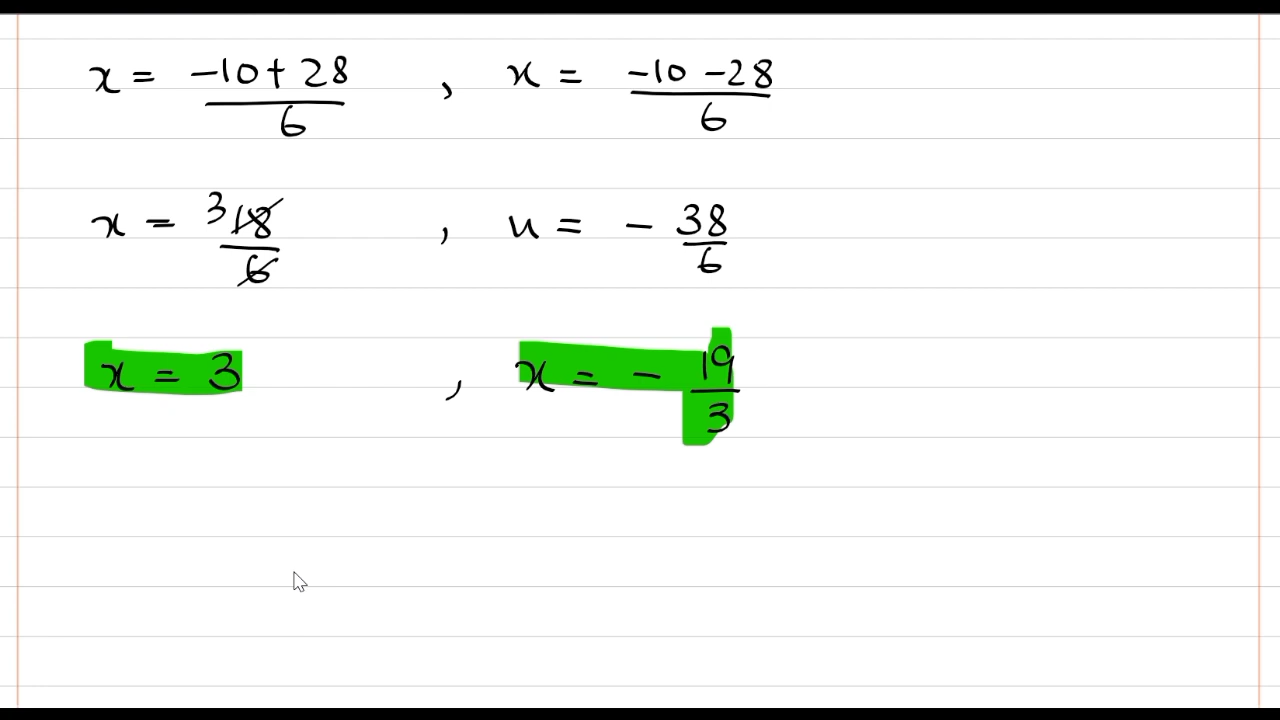 x = (-10 + 28)/6 , x = (-10 - 28)/6
x = 3 18/6 , u = - 38/6
x = 3 , x = - 19/3